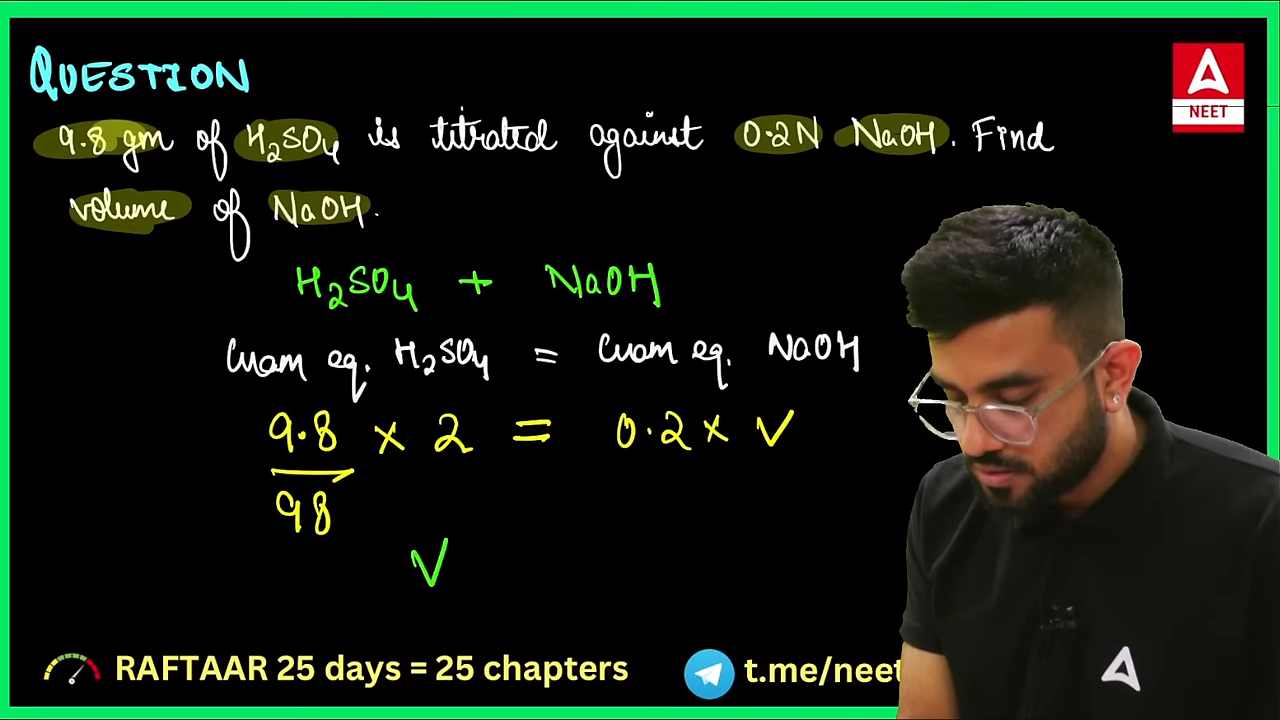 QUESTION
9.8 gm of H₂SO₄ is titrated against 0.2N NaOH. Find
volume of NaOH.
H₂SO₄ + NaOH
Gram eq. H₂SO₄ = Gram eq. NaOH
9.8 × 2 = 0.2 × V
98
V
NEET
RAFTAAR 25 days = 25 chapters
t.me/neet